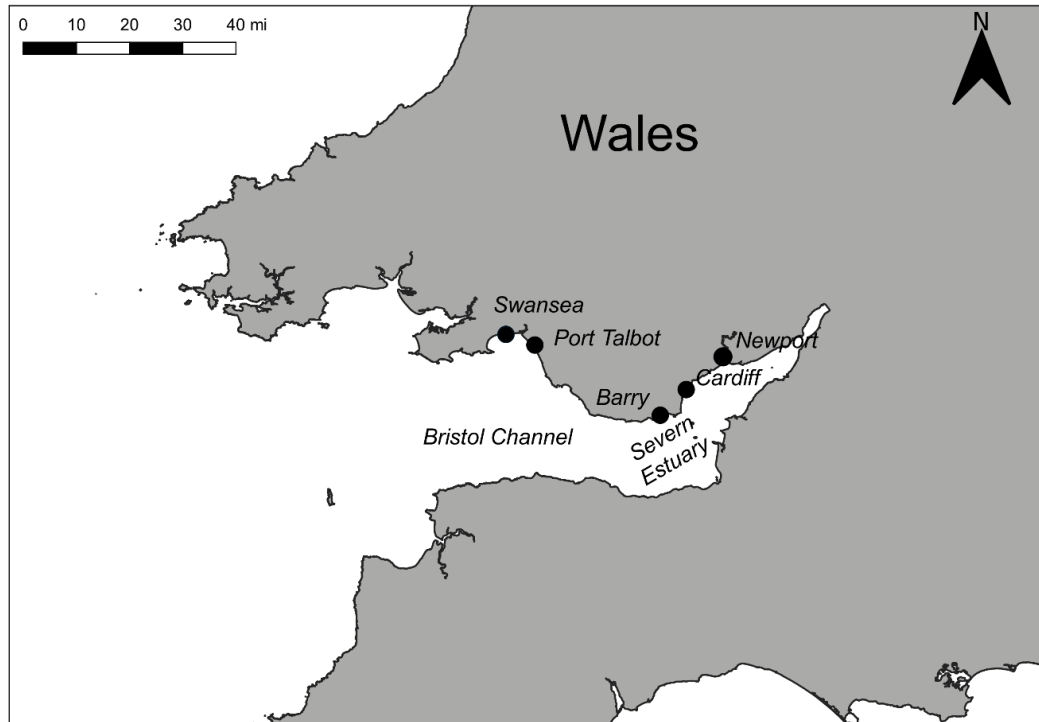 0 10 20 30 40 mi
N
Wales
Swansea
Port Talbot
Newport
Cardiff
Barry
Bristol Channel
Severn
Estuary